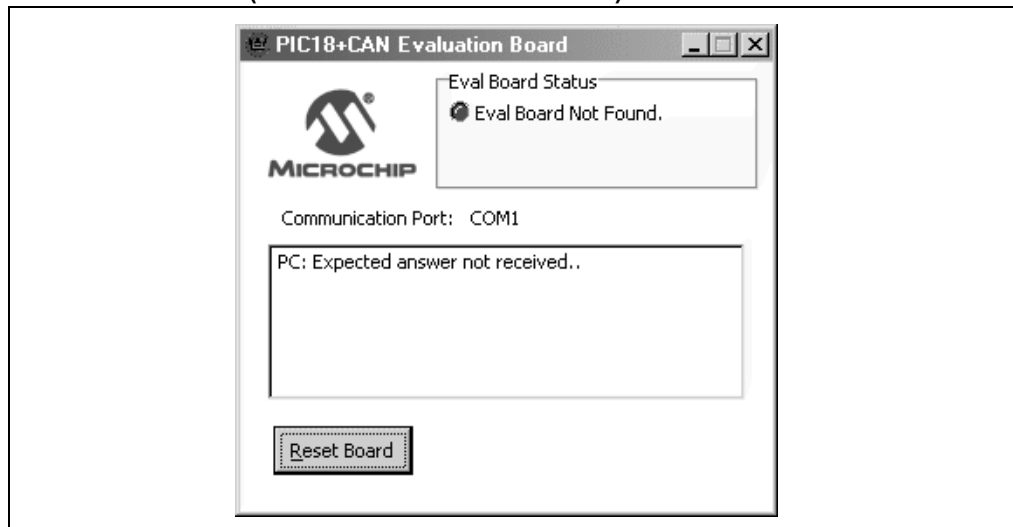 PIC18+CAN Evaluation Board
Eval Board Status
Eval Board Not Found.
MICROCHIP
Communication Port: COM1
PC: Expected answer not received..
Reset Board